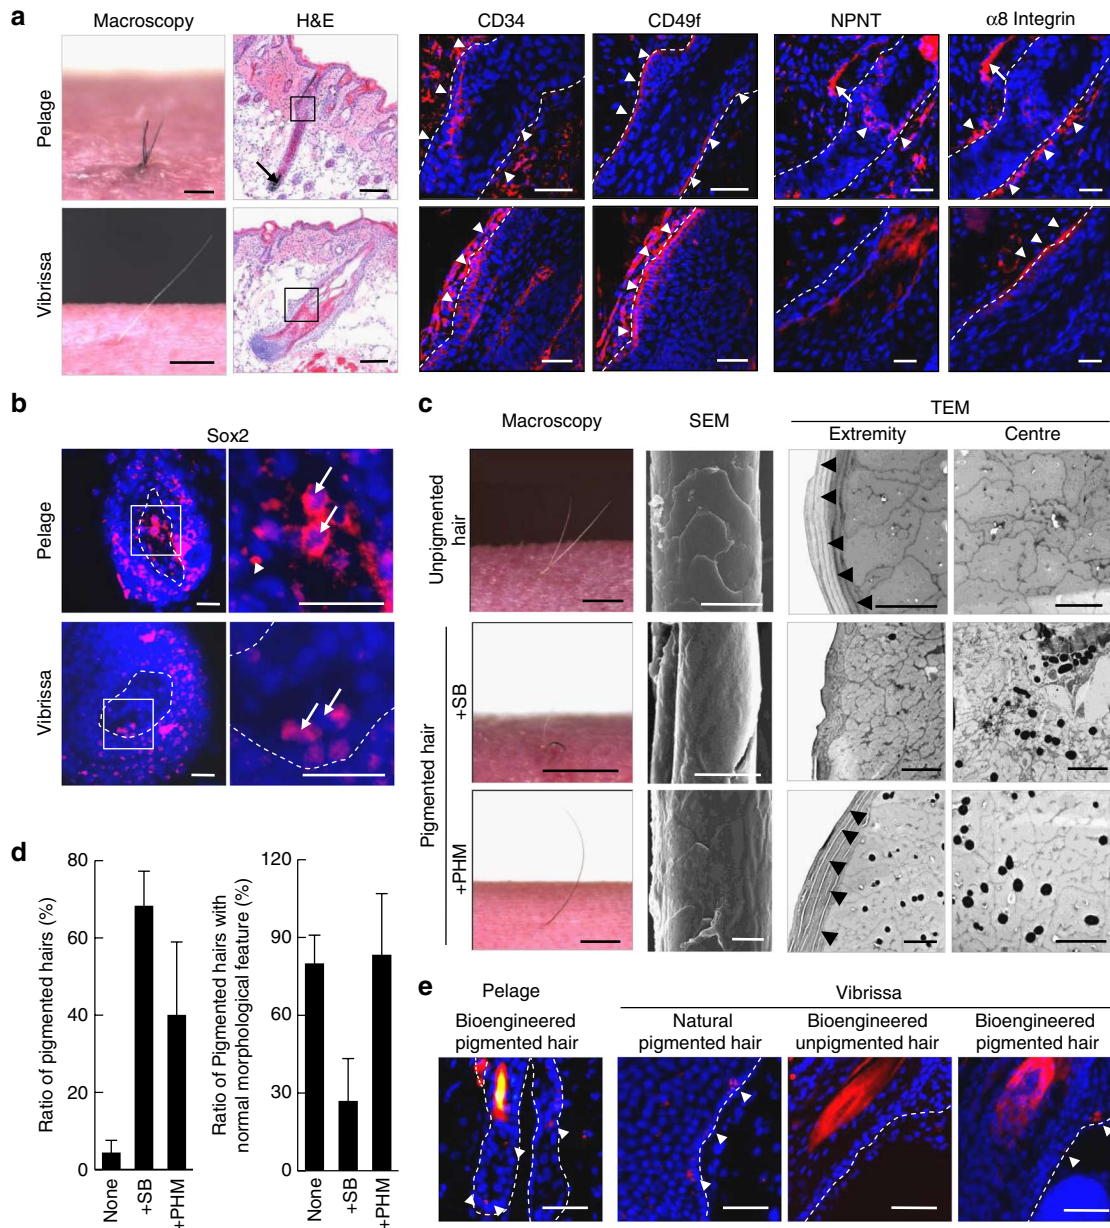 a
Macroscopy
H&E
CD34
CD49f
NPNT
α8 Integrin
Pelage
Vibrissa
b
Sox2
Pelage
Vibrissa
c
Macroscopy
SEM
TEM
Extremity
Centre
Unpigmented
hair
Pigmented hair
+SB
+PHM
d
Ratio of pigmented hairs (%)
80
60
40
20
0
None
+SB
+PHM
Ratio of Pigmented hairs with
normal morphological feature (%)
120
90
60
30
0
None
+SB
+PHM
e
Pelage
Vibrissa
Bioengineered
pigmented hair
Natural
pigmented hair
Bioengineered
unpigmented hair
Bioengineered
pigmented hair